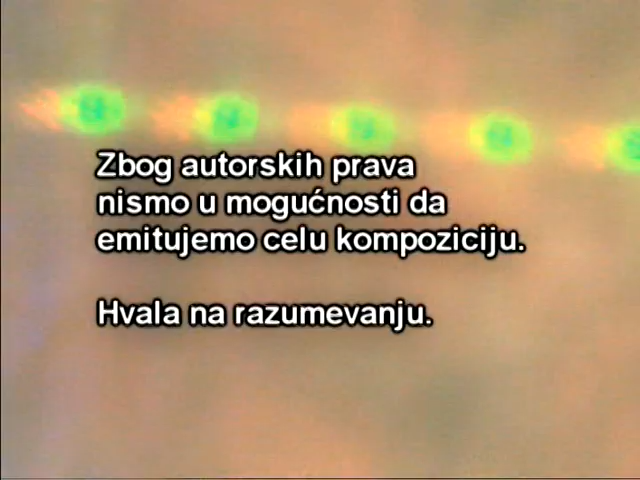 Zbog autorskih prava
nismo u mogućnosti da
emitujemo celu kompoziciju.
Hvala na razumevanju.